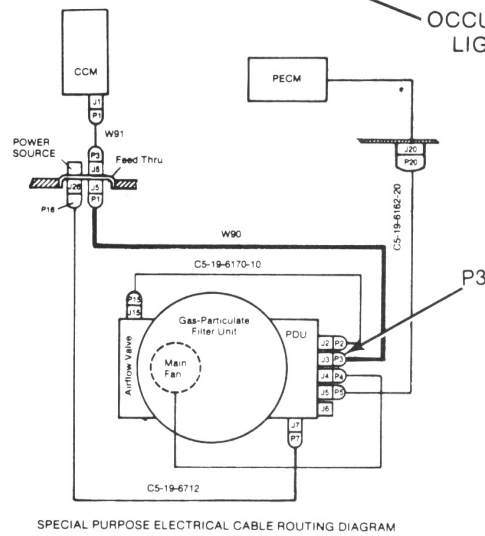 OCCU
LIG
CCM
PECM
J1
P1
W91
POWER
SOURCE
P3
J6
Feed Thru
J26
J5
P1
P16
J20
P20
W90
C5-19-6162-20
C5-19-6170-10
P3
P15
J15
Gas-Particulate
Filter Unit
PDU
Airflow Valve
Main
Fan
J2 P2
J3 P3
J4 P4
J5 P5
J6
J7
P7
C5-19-6712
SPECIAL PURPOSE ELECTRICAL CABLE ROUTING DIAGRAM